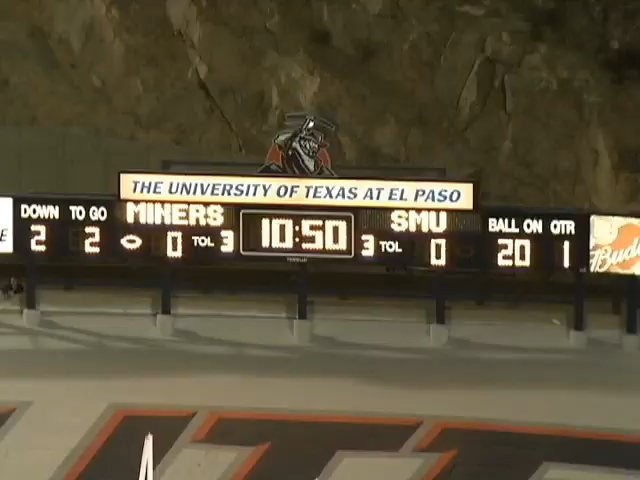 THE UNIVERSITY OF TEXAS AT EL PASO
DOWN TO GO MINERS 10:50 SMU BALL ON QTR
2 2 0 TOL 3 3 TOL 0 20 1